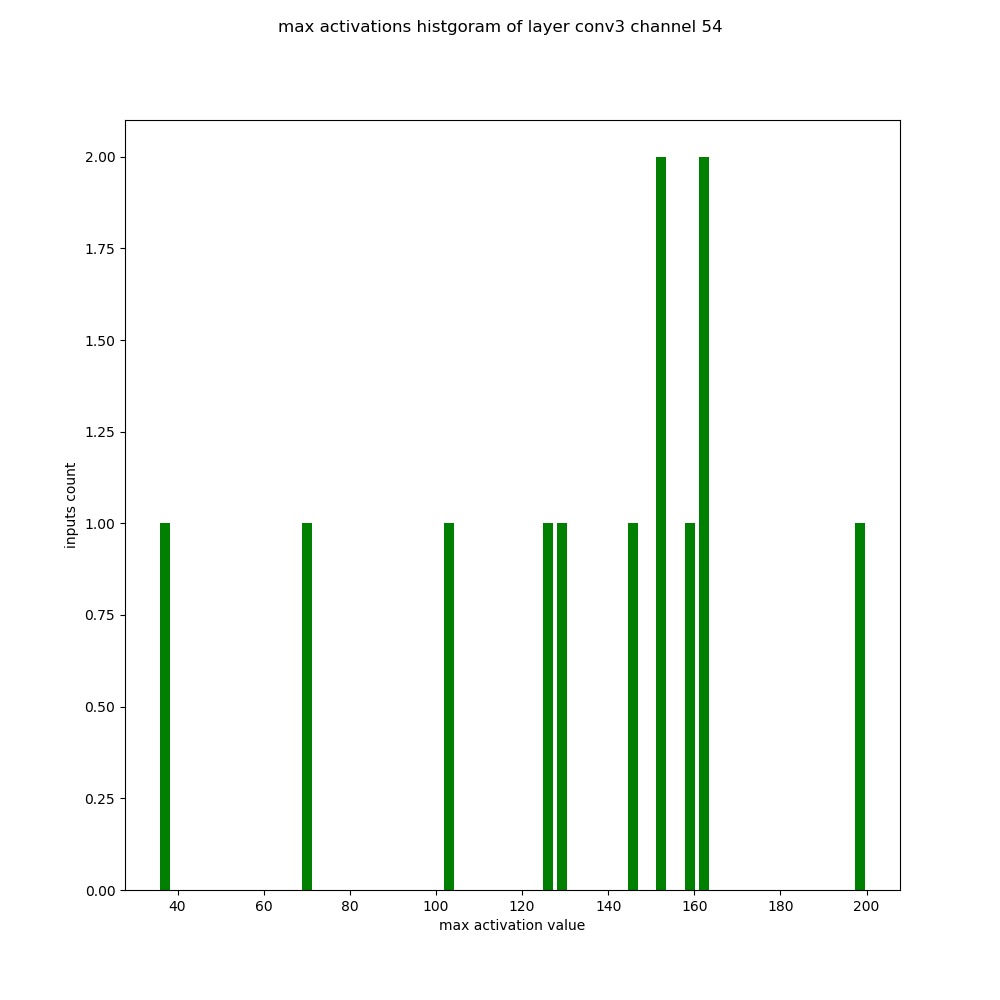 max activations histgoram of layer conv3 channel 54
2.00
1.75
1.50
1.25
1.00
0.75
0.50
0.25
0.00
inputs count
40 60 80 100 120 140 160 180 200
max activation value